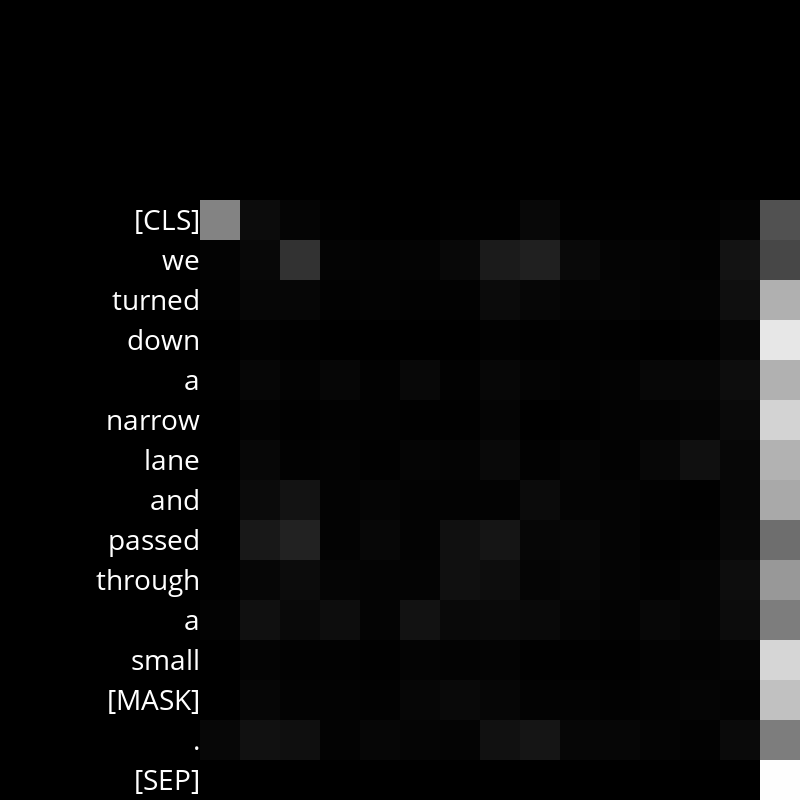 [CLS]
we
turned
down
a
narrow
lane
and
passed
through
a
small
[MASK]
.
[SEP]